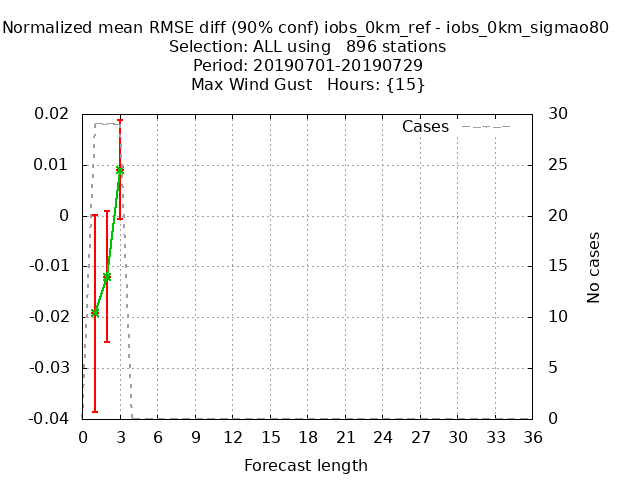 Normalized mean RMSE diff (90% conf) iobs_0km_ref - iobs_0km_sigmao80
Selection: ALL using   896 stations
Period: 20190701-20190729
Max Wind Gust   Hours: {15}
Cases
0.02
0.01
0
-0.01
-0.02
-0.03
-0.04
30
25
20
15
10
5
0
No cases
0 3 6 9 12 15 18 21 24 27 30 33 36
Forecast length